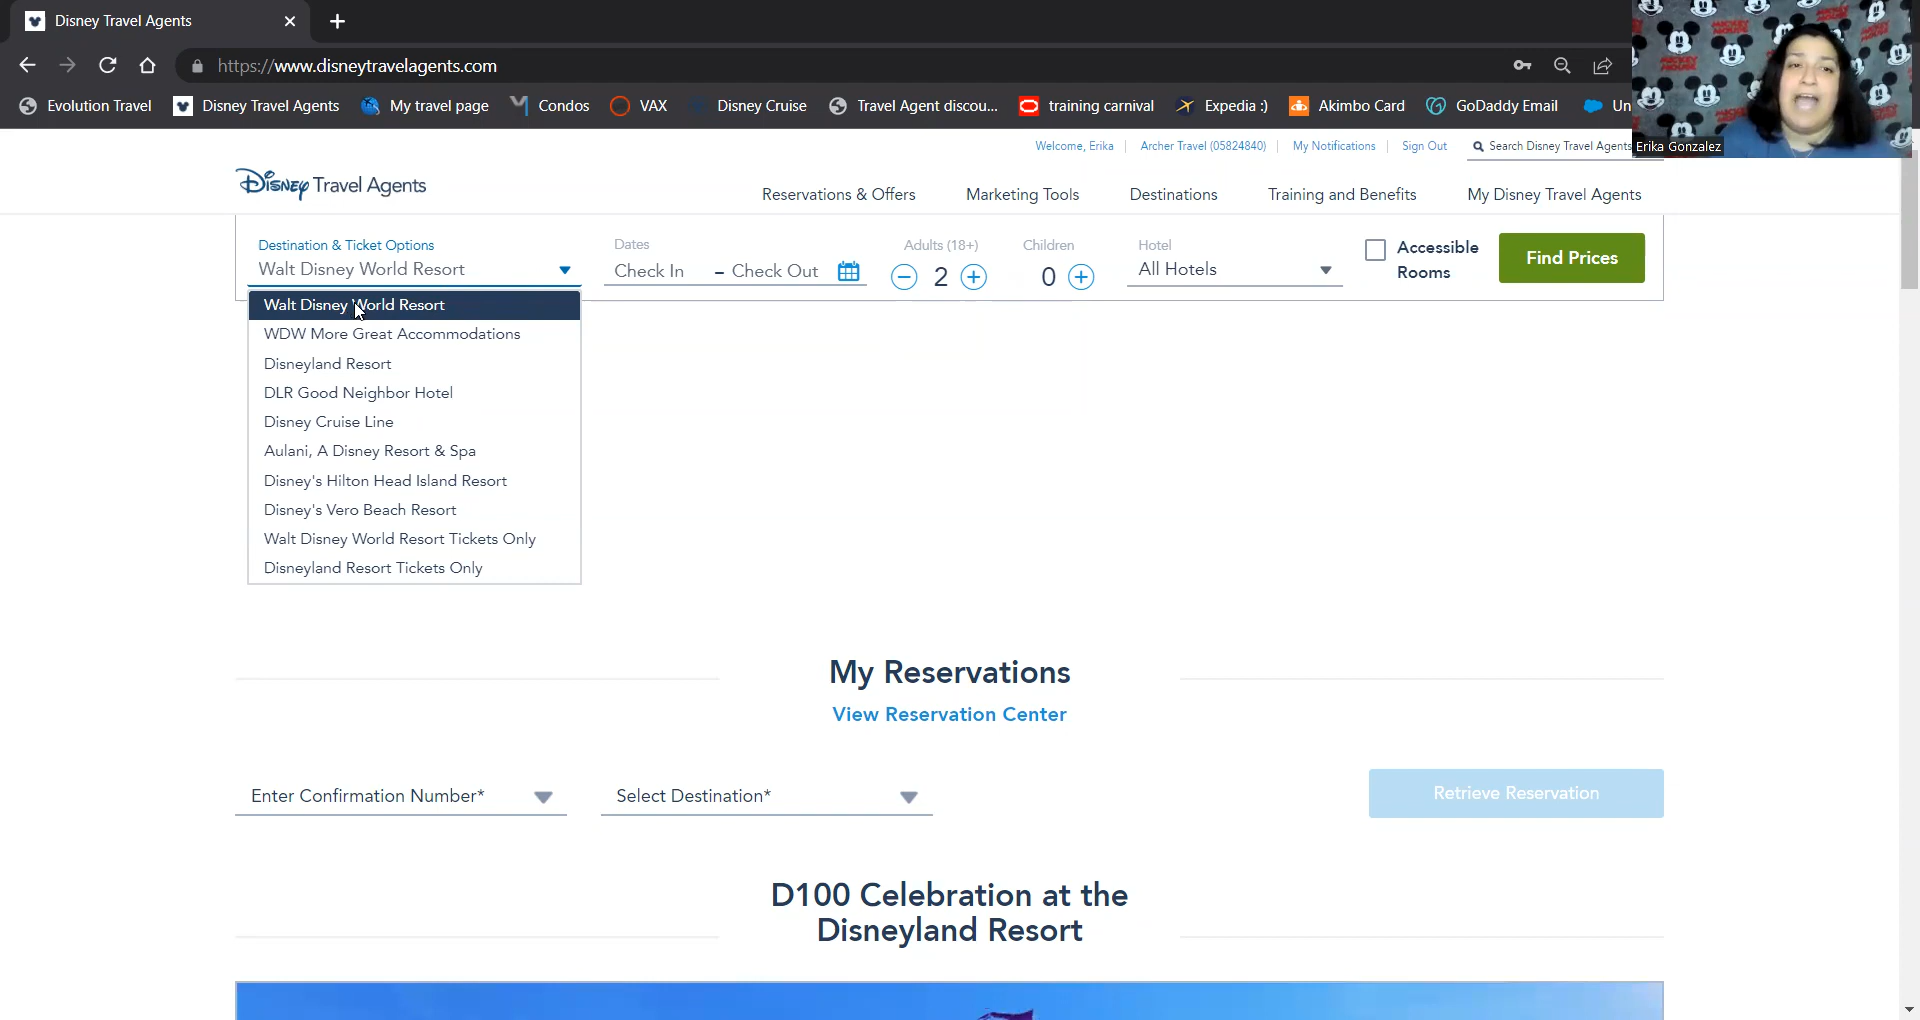 Disney Travel Agents
https://www.disneytravelagents.com
Evolution Travel
Disney Travel Agents
My travel page
Condos
VAX
Disney Cruise
Travel Agent discou...
training carnival
Expedia :)
Akimbo Card
GoDaddy Email
Un
Erika Gonzalez
Welcome, Erika
Archer Travel (05824840)
My Notifications
Sign Out
Search Disney Travel Agents
Disney Travel Agents
Reservations & Offers
Marketing Tools
Destinations
Training and Benefits
My Disney Travel Agents
Destination & Ticket Options
Walt Disney World Resort
Dates
Check In – Check Out
Adults (18+)
2
Children
0
Hotel
All Hotels
Accessible
Rooms
Find Prices
Walt Disney World Resort
WDW More Great Accommodations
Disneyland Resort
DLR Good Neighbor Hotel
Disney Cruise Line
Aulani, A Disney Resort & Spa
Disney's Hilton Head Island Resort
Disney's Vero Beach Resort
Walt Disney World Resort Tickets Only
Disneyland Resort Tickets Only
My Reservations
View Reservation Center
Enter Confirmation Number*
Select Destination*
Retrieve Reservation
D100 Celebration at the
Disneyland Resort